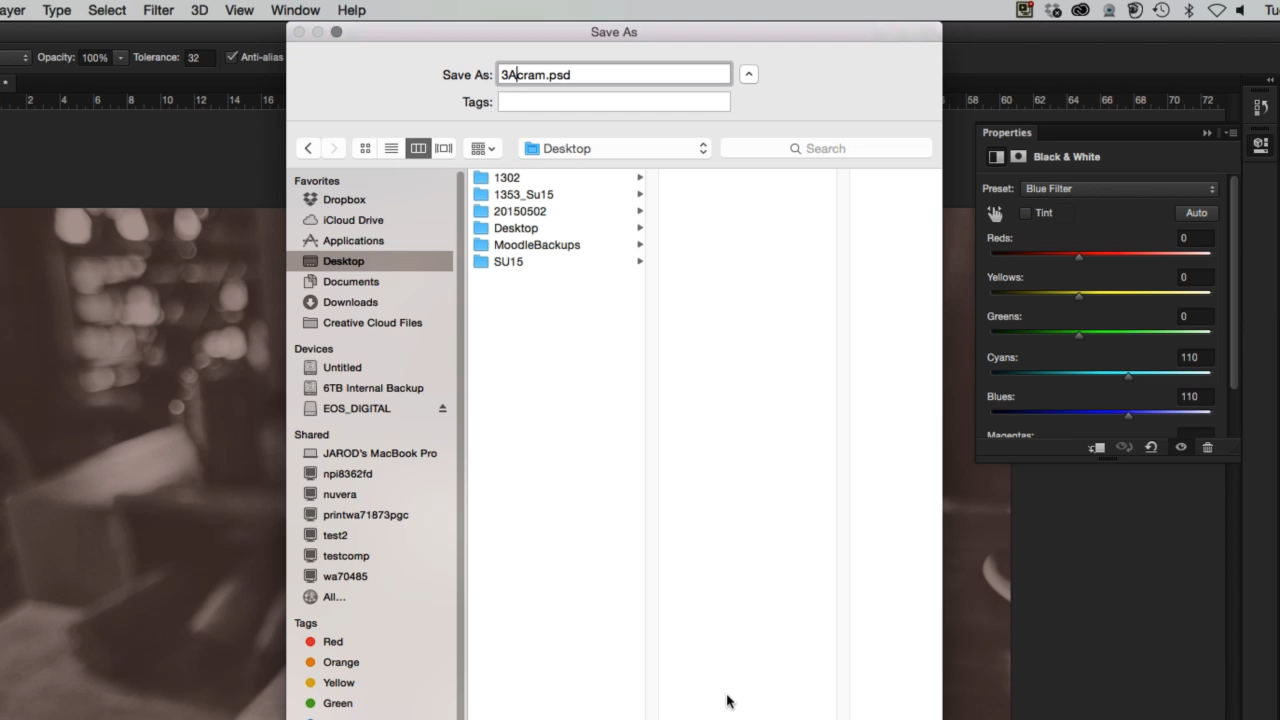 ayer Type Select Filter 3D View Window Help Tu
Save As
Opacity: 100% Tolerance: 32 Anti-alias
Save As: 3Acram.psd
Tags:
2 4 6 8 10 12 14 16 58 60 62 64 66 68 70 72
Desktop Search
Favorites
Dropbox
iCloud Drive
Applications
Desktop
Documents
Downloads
Creative Cloud Files
Devices
Untitled
6TB Internal Backup
EOS_DIGITAL
Shared
JAROD's MacBook Pro
npi8362fd
nuvera
printwa71873pgc
test2
testcomp
wa70485
All...
Tags
Red
Orange
Yellow
Green
1302
1353_Su15
20150502
Desktop
MoodleBackups
SU15
Properties
Black & White
Preset: Blue Filter
Tint Auto
Reds: 0
Yellows: 0
Greens: 0
Cyans: 110
Blues: 110
Magentas: